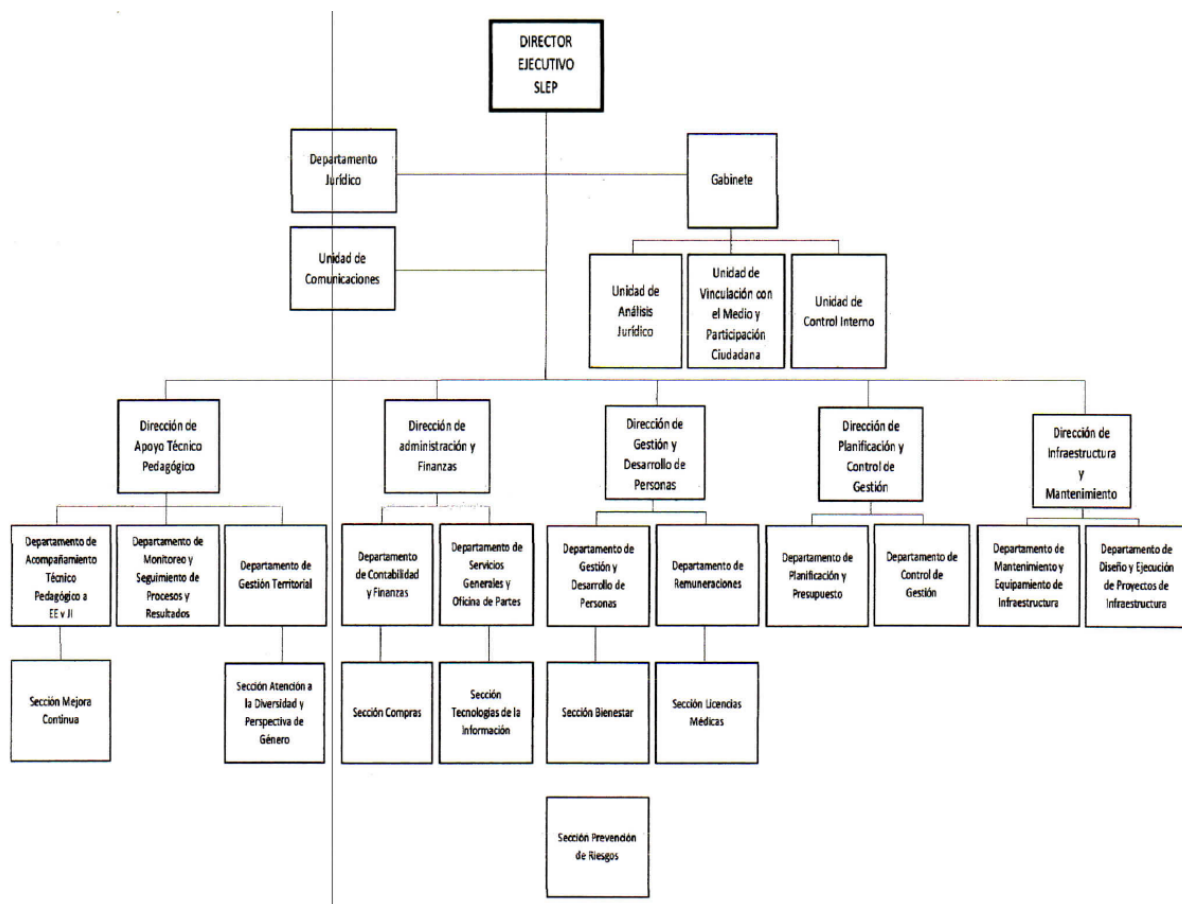 DIRECTOR
EJECUTIVO
SLEP
Departamento
Jurídico
Gabinete
Unidad de
Comunicaciones
Unidad de
Análisis
Jurídico
Unidad de
Vinculación con
el Medio y
Participación
Ciudadana
Unidad de
Control Interno
Dirección de
Apoyo Técnico
Pedagógico
Dirección de
administración y
Finanzas
Dirección de
Gestión y
Desarrollo de
Personas
Dirección de
Planificación y
Control de
Gestión
Dirección de
Infraestructura
y
Mantenimiento
Departamento de
Acompañamiento
Técnico
Pedagógico a
EE y JI
Departamento de
Monitoreo y
Seguimiento de
Procesos y
Resultados
Departamento de
Gestión Territorial
Departamento
de Contabilidad
y Finanzas
Departamento de
Servicios
Generales y
Oficina de Partes
Departamento de
Gestión y
Desarrollo de
Personas
Departamento de
Remuneraciones
Departamento de
Planificación y
Presupuesto
Departamento de
Control de
Gestión
Departamento de
Mantenimiento y
Equipamiento de
Infraestructura
Departamento de
Diseño y Ejecución
de Proyectos de
Infraestructura
Sección Mejora
Continua
Sección Atención a
la Diversidad y
Perspectiva de
Género
Sección Compras
Sección
Tecnologías de la
Información
Sección Bienestar
Sección Licencias
Médicas
Sección Prevención
de Riesgos